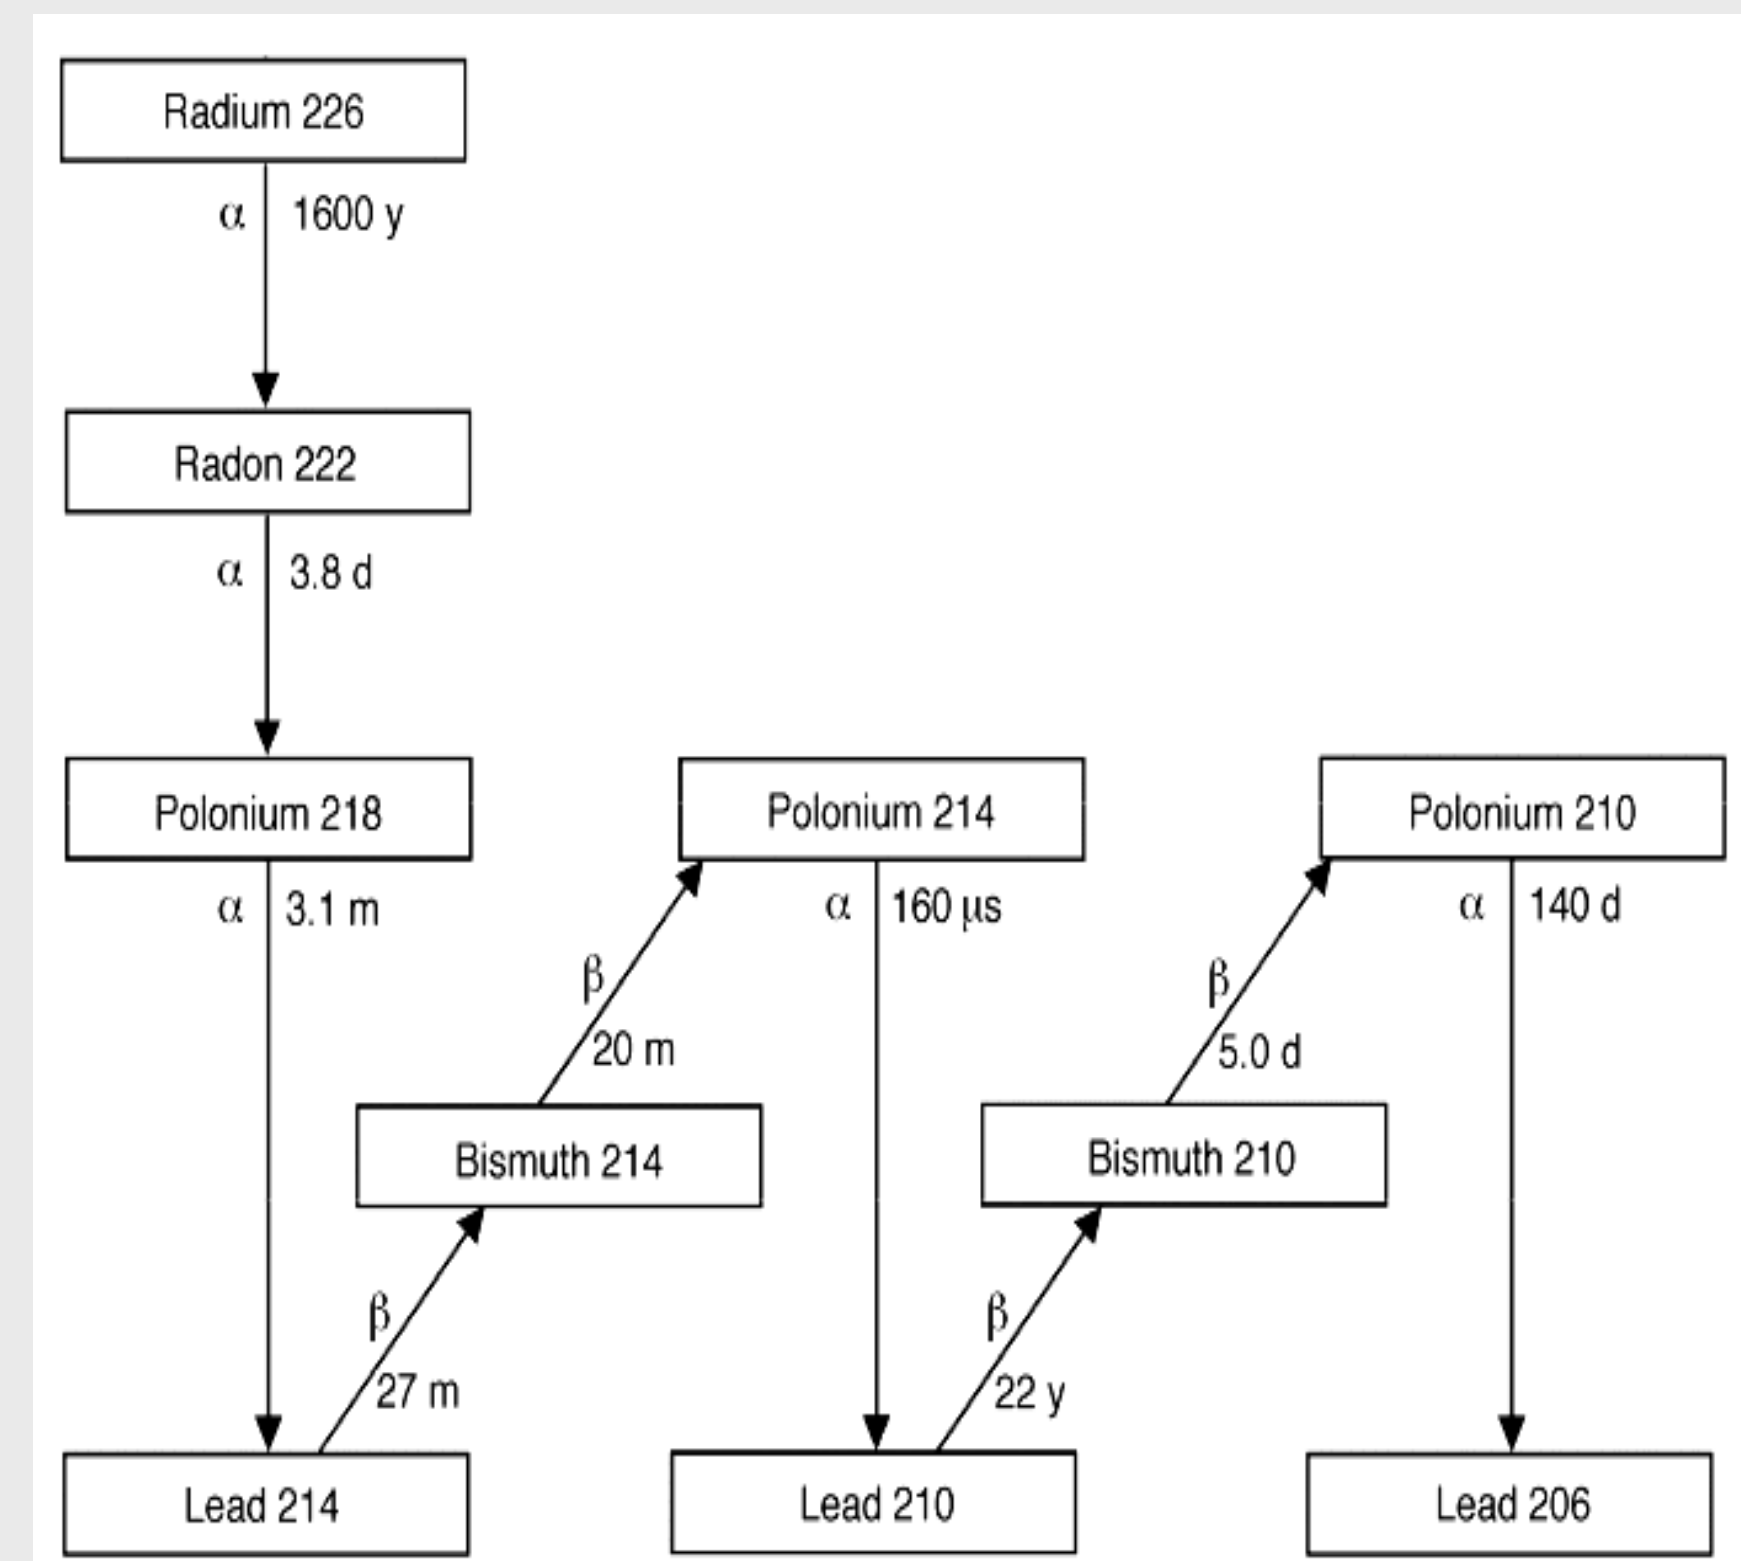 Radium 226
α 1600 y
Radon 222
α 3.8 d
Polonium 218
Polonium 214
Polonium 210
α 3.1 m
α 160 μs
α 140 d
β
β
20 m
5.0 d
Bismuth 214
Bismuth 210
β
β
27 m
22 y
Lead 214
Lead 210
Lead 206